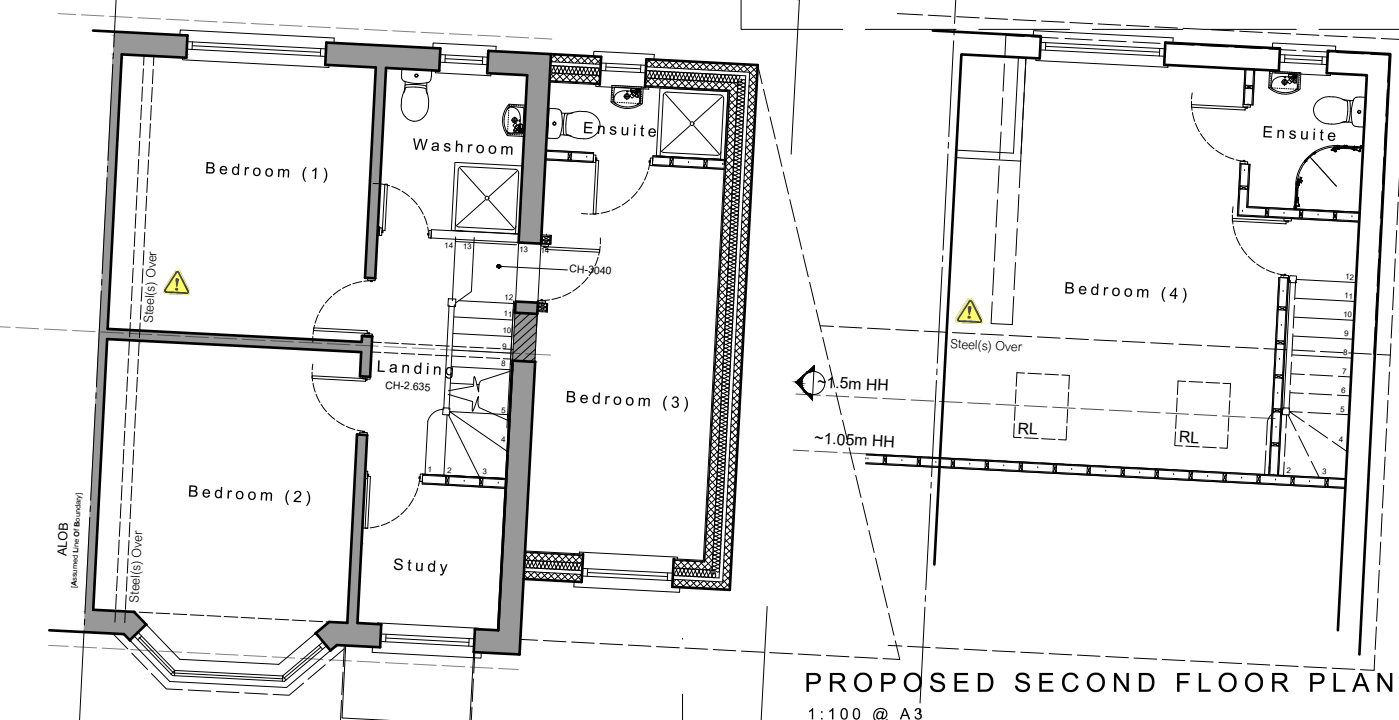 Bedroom (1)
Washroom
Ensuite
Steel(s) Over
14
13
13
14
CH-3040
12
11
10
9
8
Landing
CH-2.635
5
4
3
2
1
Bedroom (3)
Bedroom (2)
Steel(s) Over
ALOB
[Assumed Line Of Boundary]
Study
Ensuite
Bedroom (4)
Steel(s) Over
12
11
10
9
8
7
6
5
4
3
2
~1.5m HH
RL
RL
~1.05m HH
PROPOSED SECOND FLOOR PLAN
1:100 @ A3